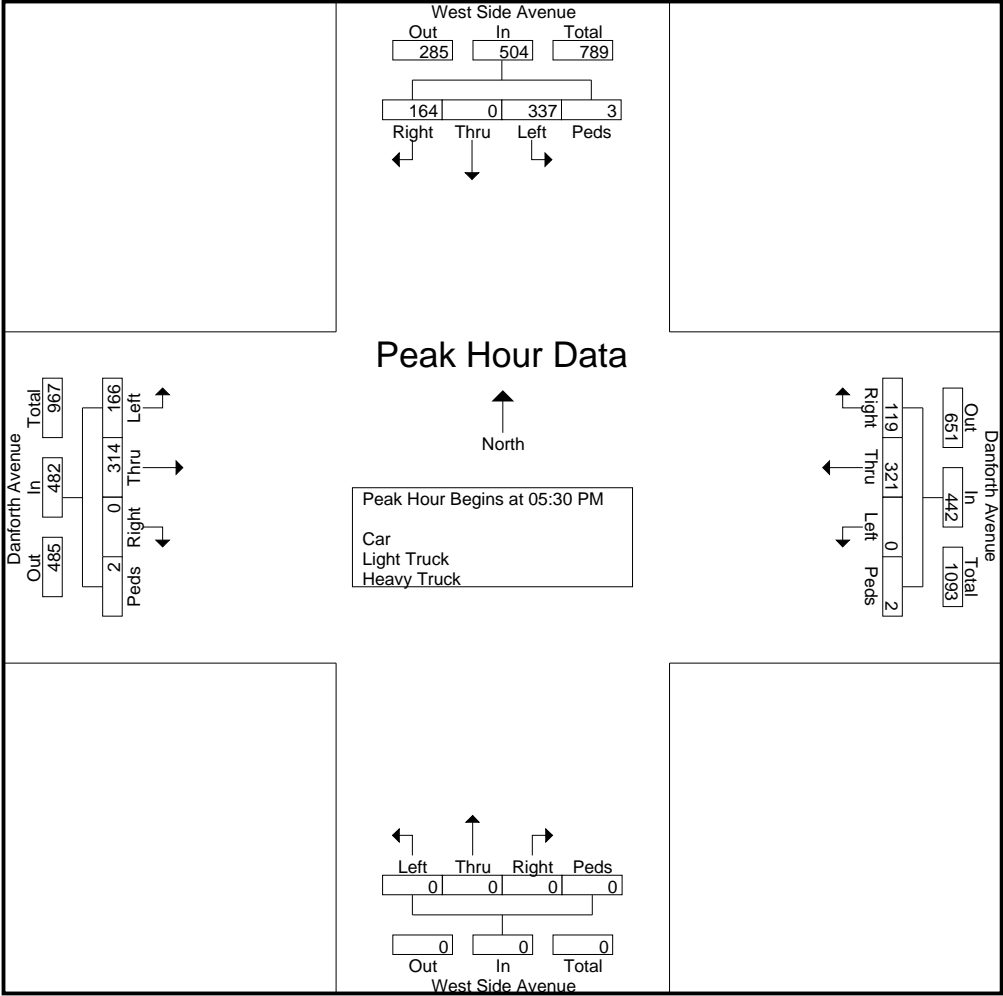 West Side Avenue
Out In Total
285 504 789
164 0 337 3
Right Thru Left Peds
Peak Hour Data
North
Peak Hour Begins at 05:30 PM
Car
Light Truck
Heavy Truck
Danforth Avenue
Total In Out
967 482 485
166 314 0 2
Left Thru Right Peds
Danforth Avenue
Out In Total
651 442 1093
119 321 0 2
Right Thru Left Peds
Left Thru Right Peds
0 0 0 0
0 0 0
Out In Total
West Side Avenue